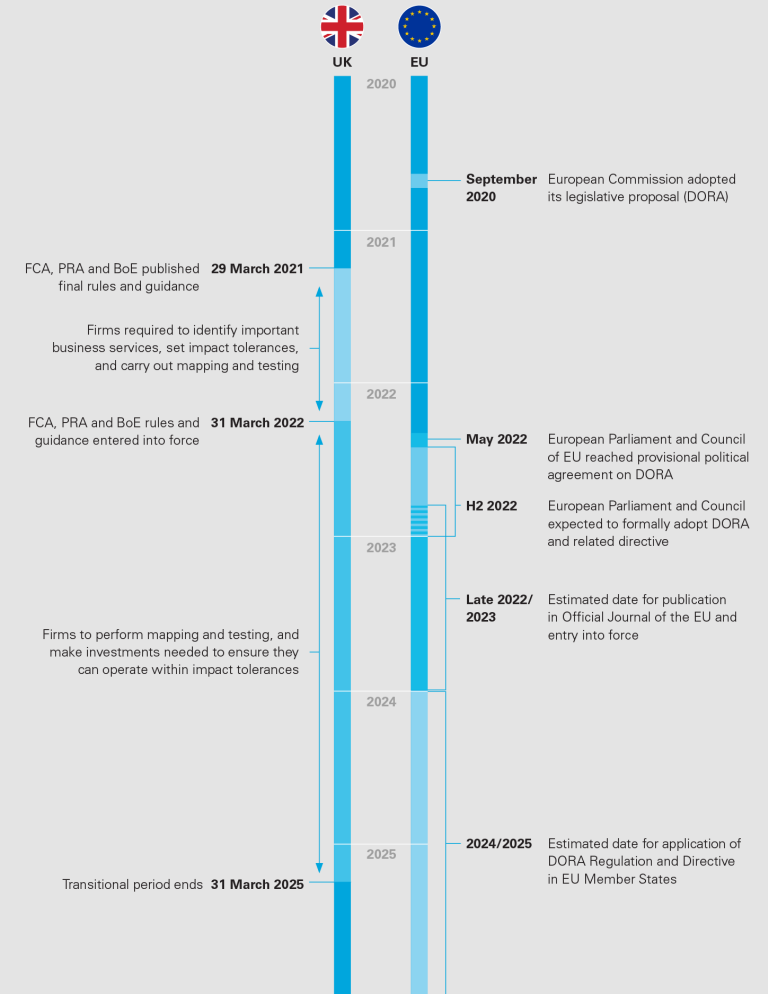 UK
EU
2020
September 2020
European Commission adopted
its legislative proposal (DORA)
2021
FCA, PRA and BoE published
final rules and guidance
29 March 2021
Firms required to identify important
business services, set impact tolerances,
and carry out mapping and testing
2022
FCA, PRA and BoE rules and
guidance entered into force
31 March 2022
May 2022
European Parliament and Council
of EU reached provisional political
agreement on DORA
H2 2022
European Parliament and Council
expected to formally adopt DORA
and related directive
2023
Late 2022/
2023
Estimated date for publication
in Official Journal of the EU and
entry into force
Firms to perform mapping and testing, and
make investments needed to ensure they
can operate within impact tolerances
2024
2024/2025
Estimated date for application of
DORA Regulation and Directive
in EU Member States
2025
Transitional period ends
31 March 2025